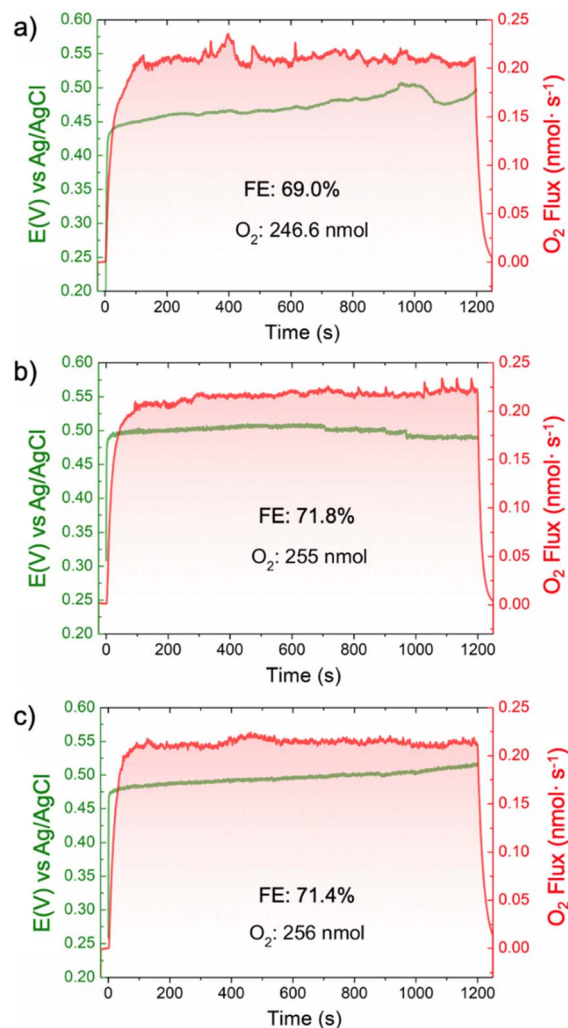 a)
E(V) vs Ag/AgCl
0.60
0.55
0.50
0.45
0.40
0.35
0.30
0.25
0.20
FE: 69.0%
O₂: 246.6 nmol
0.25
0.20
0.15
0.10
0.05
0.00
O₂ Flux (nmol· s⁻¹)
0 200 400 600 800 1000 1200
Time (s)
b)
E(V) vs Ag/AgCl
0.60
0.55
0.50
0.45
0.40
0.35
0.30
0.25
0.20
FE: 71.8%
O₂: 255 nmol
0.25
0.20
0.15
0.10
0.05
0.00
O₂ Flux (nmol· s⁻¹)
0 200 400 600 800 1000 1200
Time (s)
c)
E(V) vs Ag/AgCl
0.60
0.55
0.50
0.45
0.40
0.35
0.30
0.25
0.20
FE: 71.4%
O₂: 256 nmol
0.25
0.20
0.15
0.10
0.05
0.00
O₂ Flux (nmol· s⁻¹)
0 200 400 600 800 1000 1200
Time (s)